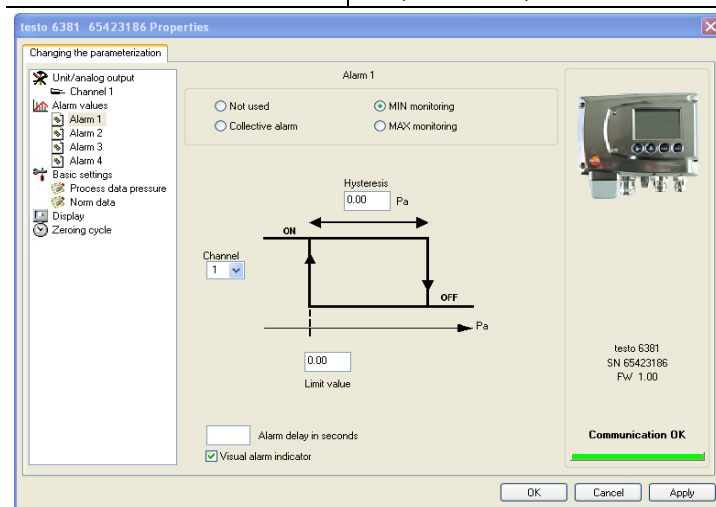 testo 6381 65423186 Properties
Changing the parameterization
Unit/analog output
Channel 1
Alarm values
Alarm 1
Alarm 2
Alarm 3
Alarm 4
Basic settings
Process data pressure
Norm data
Display
Zeroing cycle
Alarm 1
Not used
MIN monitoring
Collective alarm
MAX monitoring
Hysteresis
0.00 Pa
ON
Channel
1
OFF
Pa
0.00
Limit value
Alarm delay in seconds
Visual alarm indicator
testo 6381
SN 65423186
FW 1.00
Communication OK
OK Cancel Apply